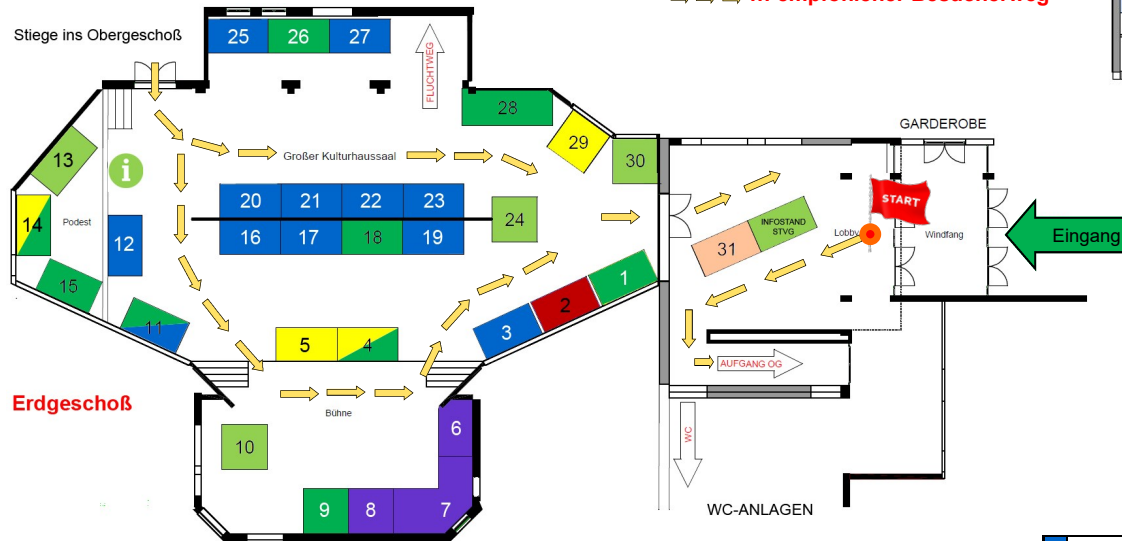 Stiege ins Obergeschoß
25
26
27
FLUCHTWEG
28
29
30
GARDEROBE
13
i
Großer Kulturhaussaal
14
Podest
12
20
21
22
23
16
17
18
19
24
START
INFOSTAND
STVG
31
Lobby
Windfang
Eingang
15
11
1
2
3
5
4
AUFGANG OG
Erdgeschoß
Bühne
10
6
WC
9
8
7
WC-ANLAGEN